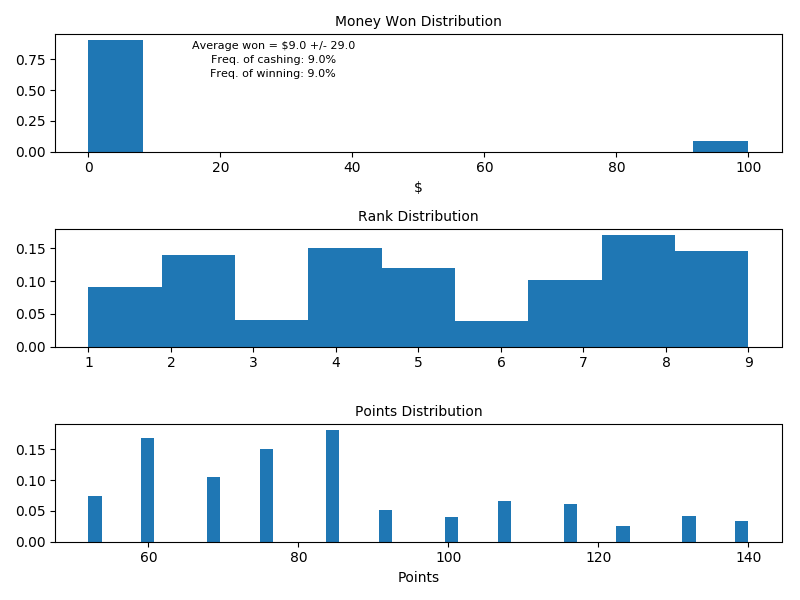 Money Won Distribution
0.75
0.50
0.25
0.00
Average won = $9.0 +/- 29.0
Freq. of cashing: 9.0%
Freq. of winning: 9.0%
0 20 40 60 80 100
$
Rank Distribution
0.15
0.10
0.05
0.00
1 2 3 4 5 6 7 8 9
Points Distribution
0.15
0.10
0.05
0.00
60 80 100 120 140
Points